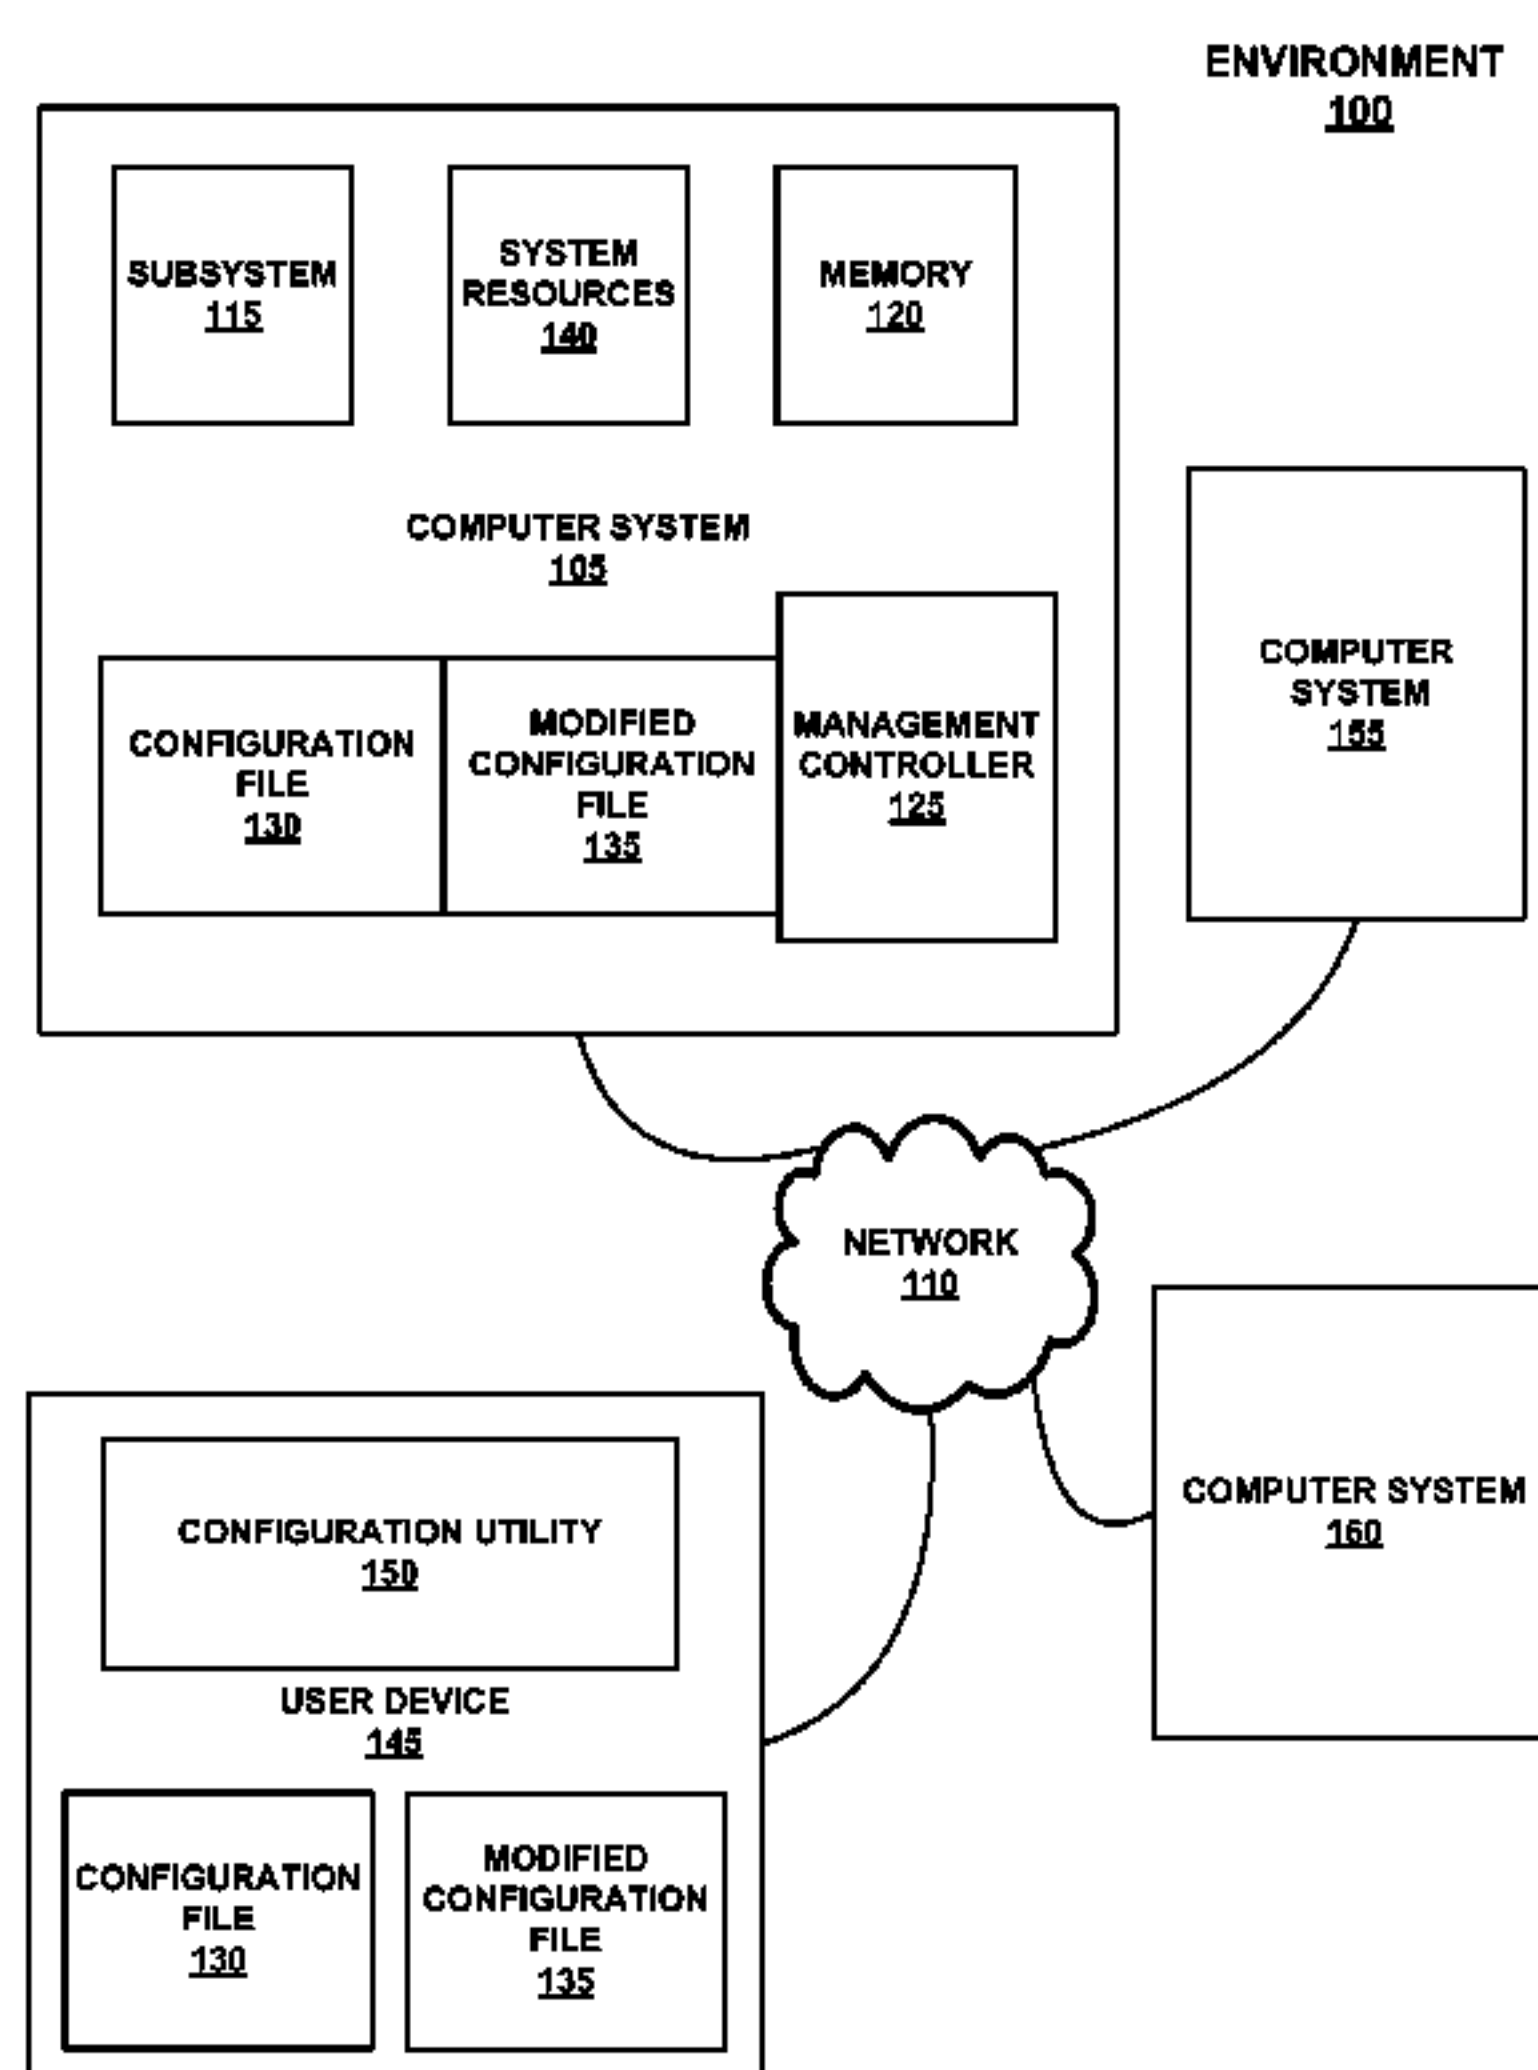 ENVIRONMENT
100
SUBSYSTEM
115
SYSTEM
RESOURCES
140
MEMORY
120
COMPUTER SYSTEM
105
CONFIGURATION
FILE
130
MODIFIED
CONFIGURATION
FILE
135
MANAGEMENT
CONTROLLER
125
COMPUTER
SYSTEM
155
NETWORK
110
COMPUTER SYSTEM
160
CONFIGURATION UTILITY
150
USER DEVICE
145
CONFIGURATION
FILE
130
MODIFIED
CONFIGURATION
FILE
135